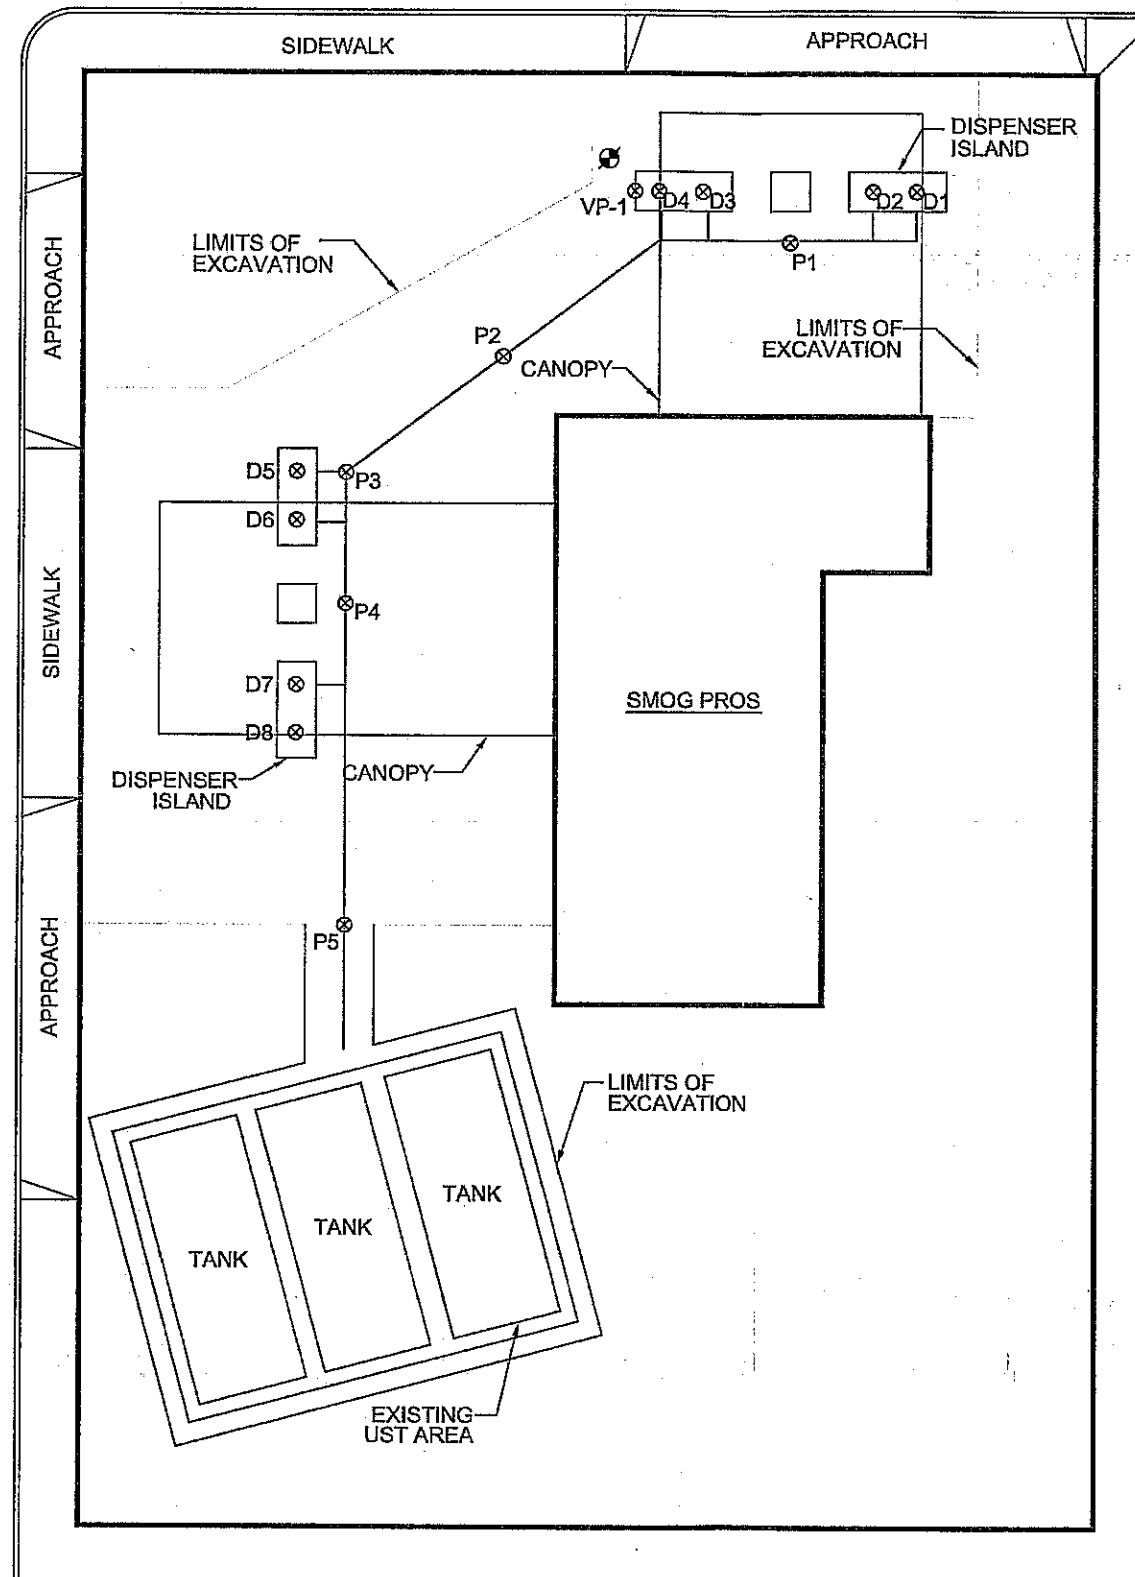 SIDEWALK
APPROACH
DISPENSER
ISLAND
VP-1
D4
D3
D2
D1
P1
LIMITS OF
EXCAVATION
APPROACH
LIMITS OF
EXCAVATION
P2
CANOPY
D5
P3
D6
SIDEWALK
P4
D7
SMOG PROS
D8
DISPENSER
ISLAND
CANOPY
APPROACH
P5
LIMITS OF
EXCAVATION
TANK
TANK
TANK
EXISTING
UST AREA